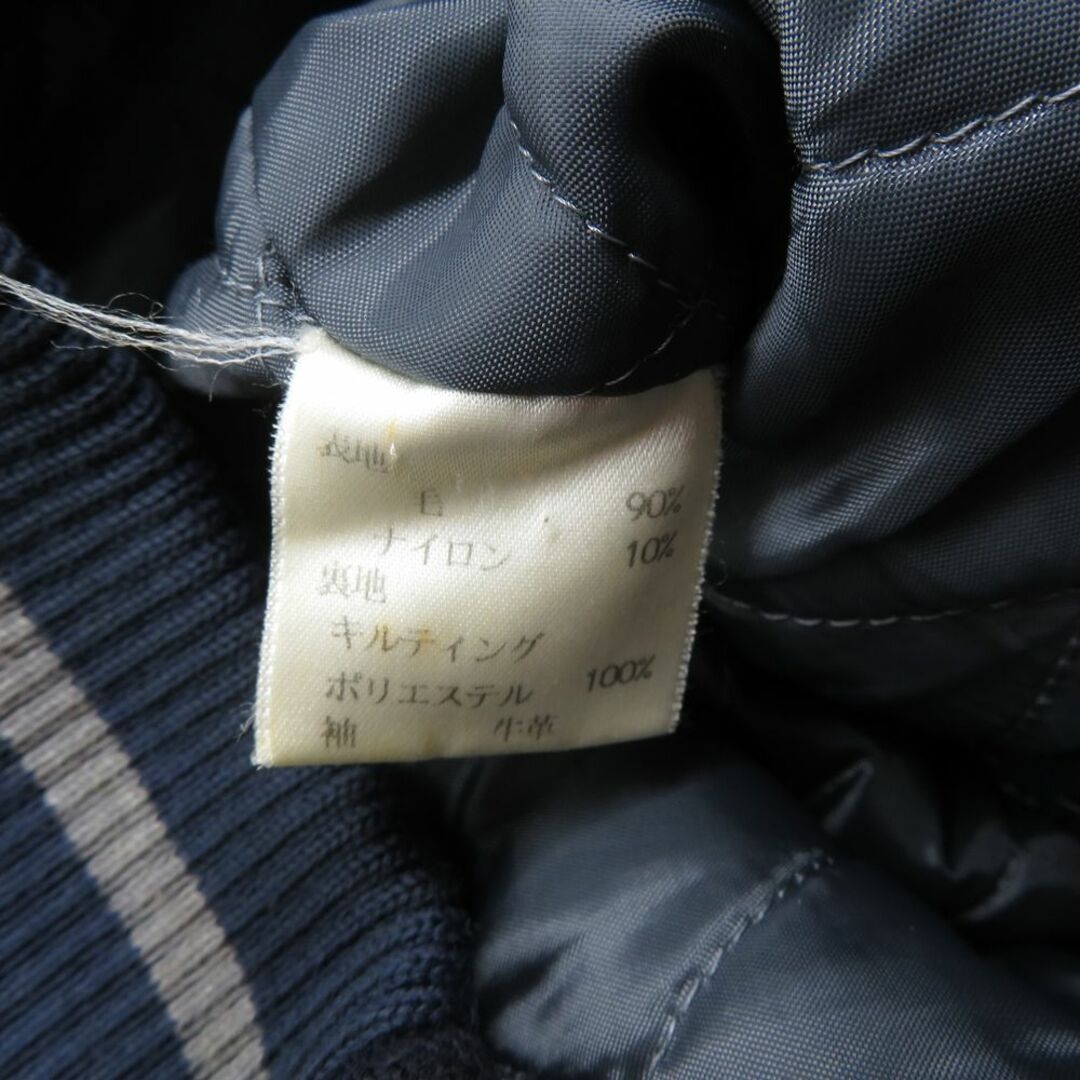 表地
毛 90%
ナイロン 10%
裏地
キルティング
ポリエステル 100%
袖 牛革